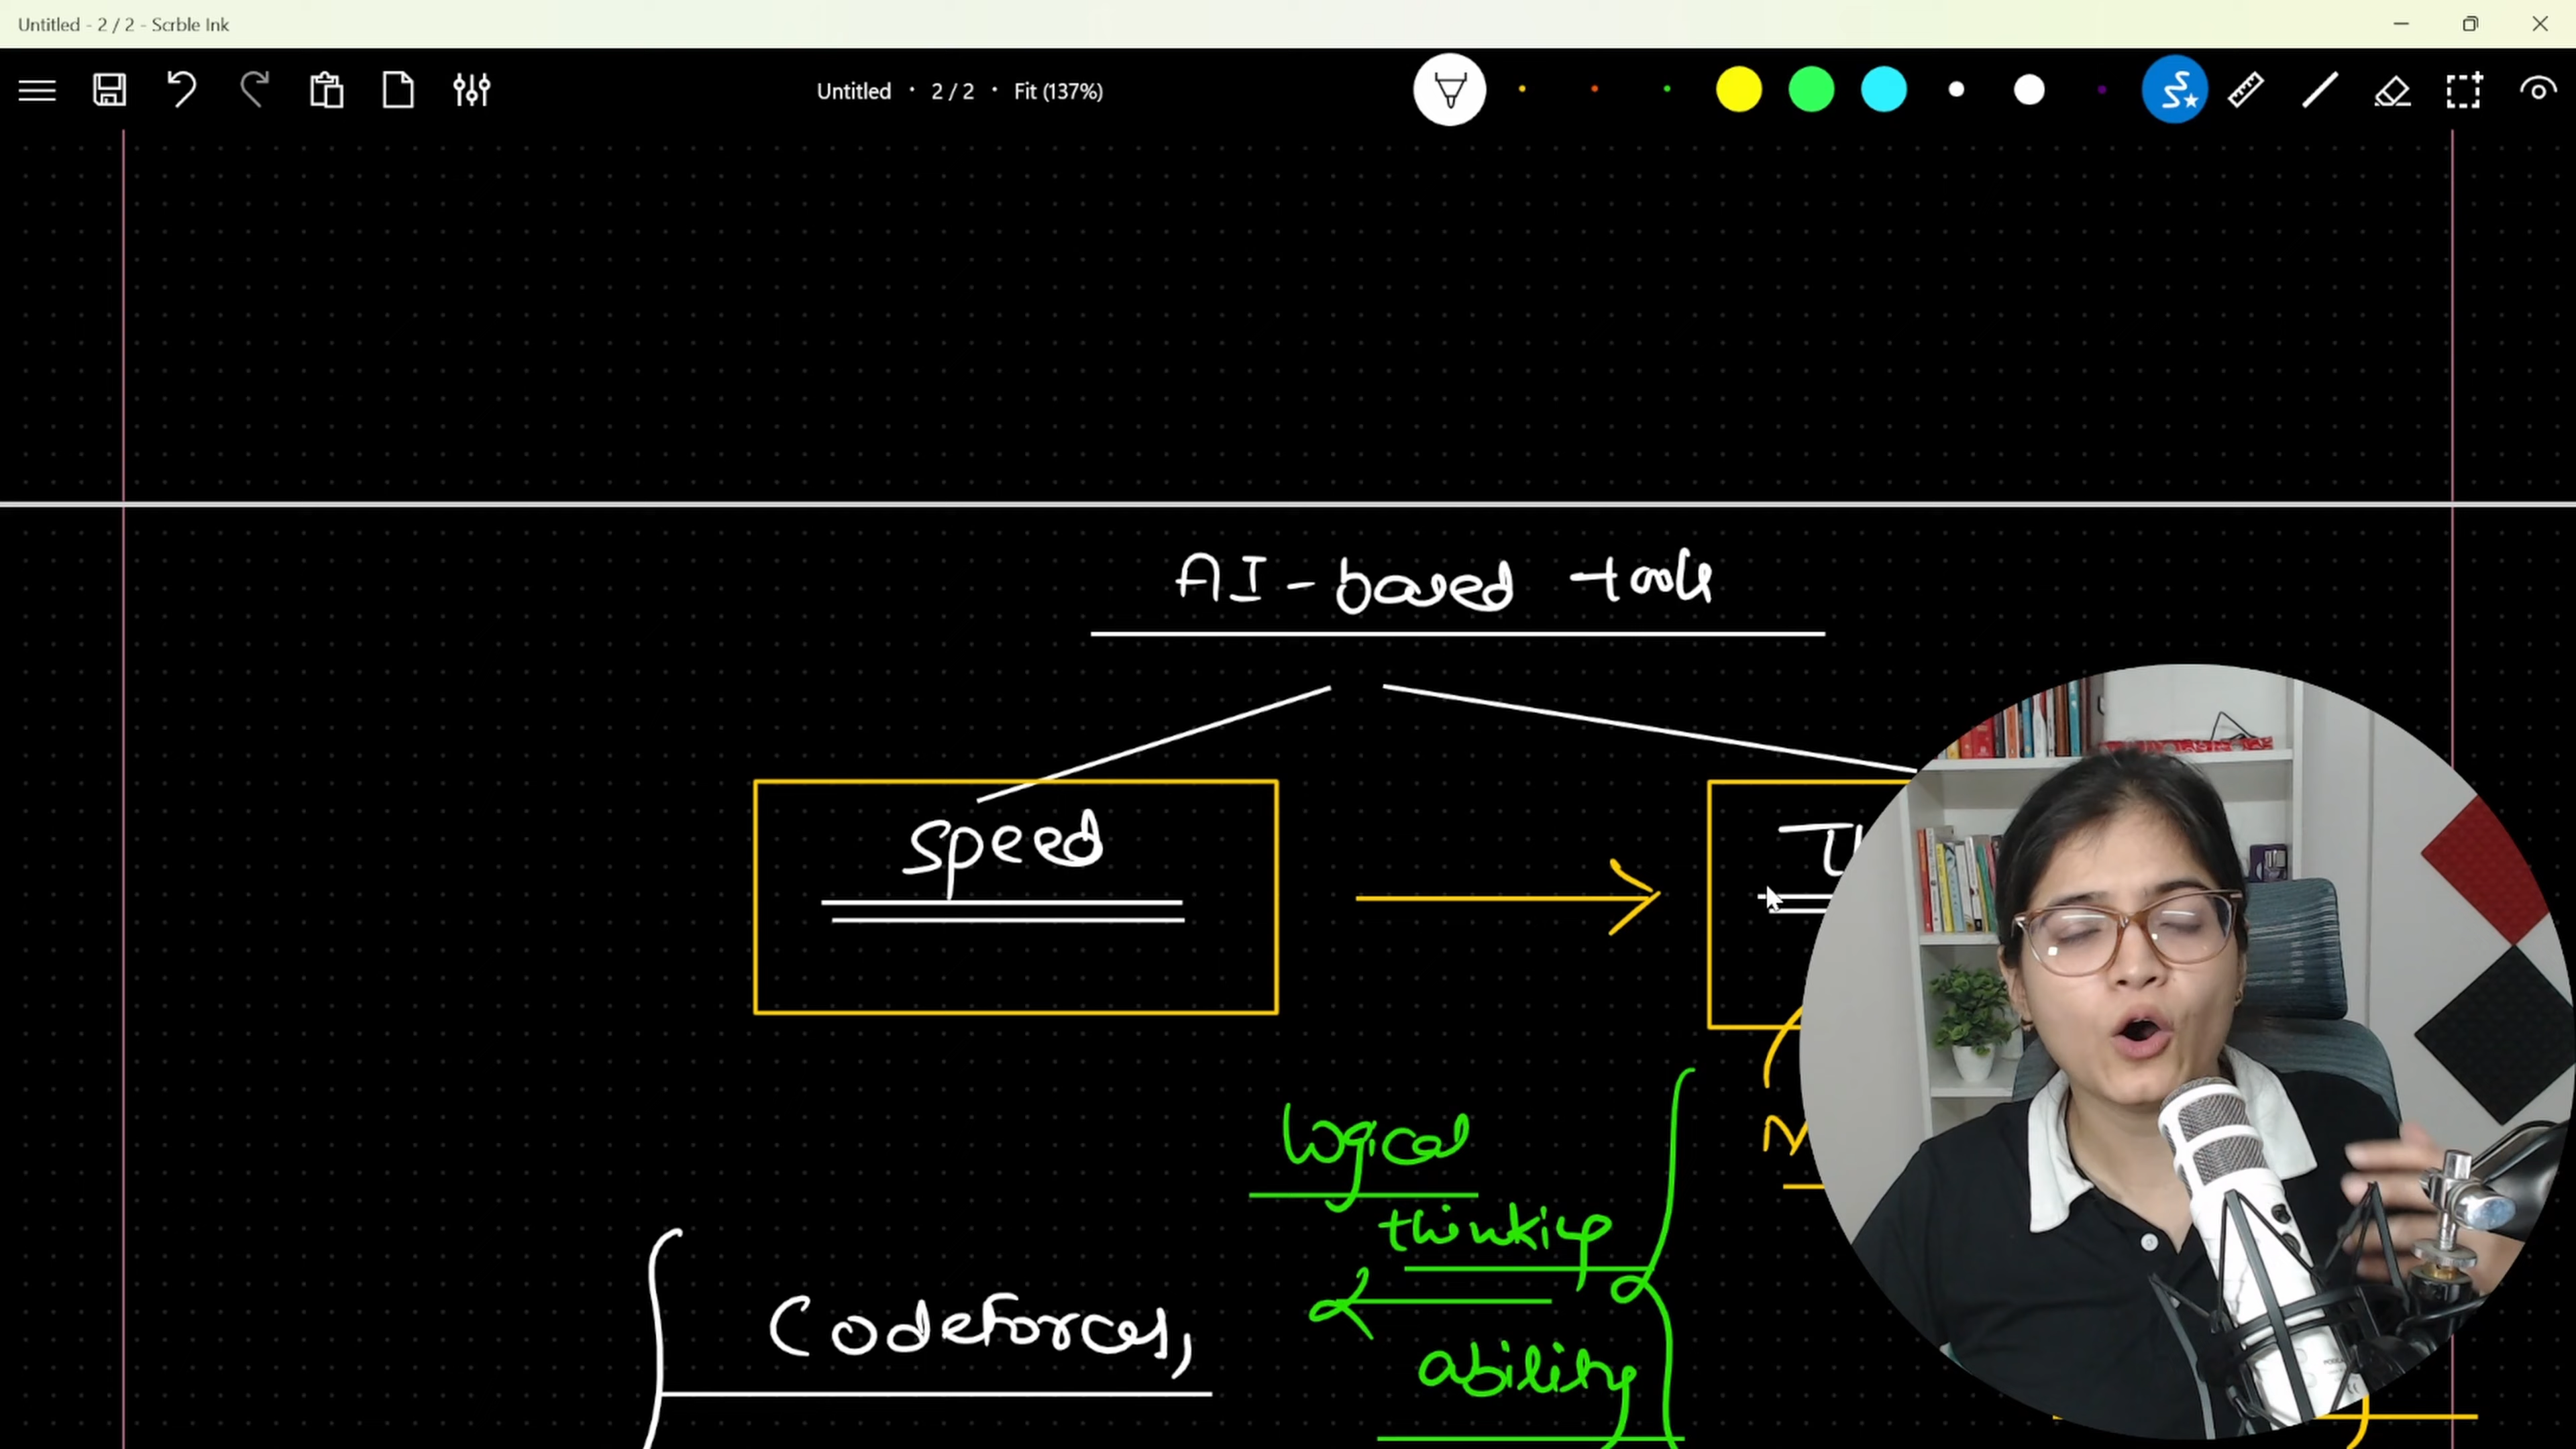 Untitled - 2 / 2 - Scrble Ink
Untitled • 2 / 2 • Fit (137%)
AI-based tools
Speed
Logical
thinking
ability
Codeforces,